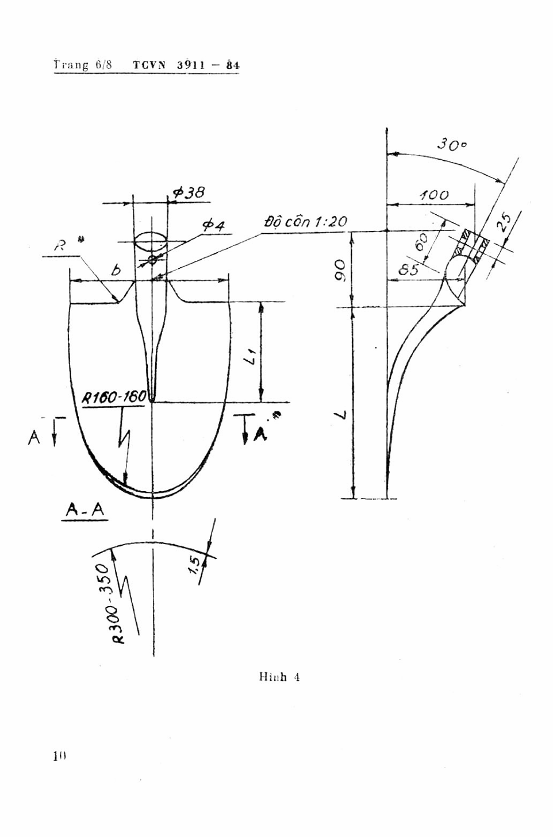 Trang 6/8 TCVN 3911 — 84
30°
ϕ38
100
ϕ4
Độ côn 1:20
25
R
60
b
90
85
L1
R160-180
L
A
A
A-A
1,5
R300-350
Hình 4
10